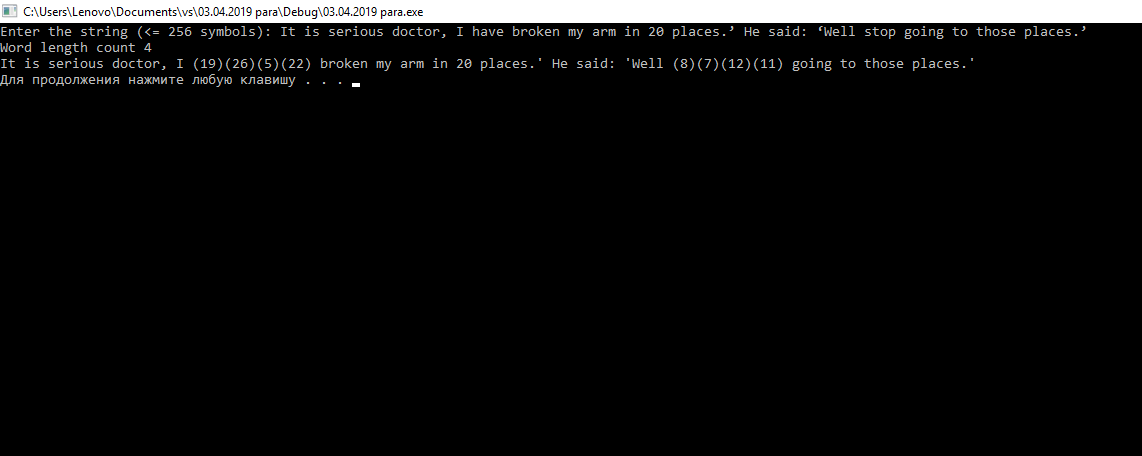 C:\Users\Lenovo\Documents\vs\03.04.2019 para\Debug\03.04.2019 para.exe
Enter the string (<= 256 symbols): It is serious doctor, I have broken my arm in 20 places.’ He said: ‘Well stop going to those places.’
Word length count 4
It is serious doctor, I (19)(26)(5)(22) broken my arm in 20 places.' He said: 'Well (8)(7)(12)(11) going to those places.'
Для продолжения нажмите любую клавишу . . .